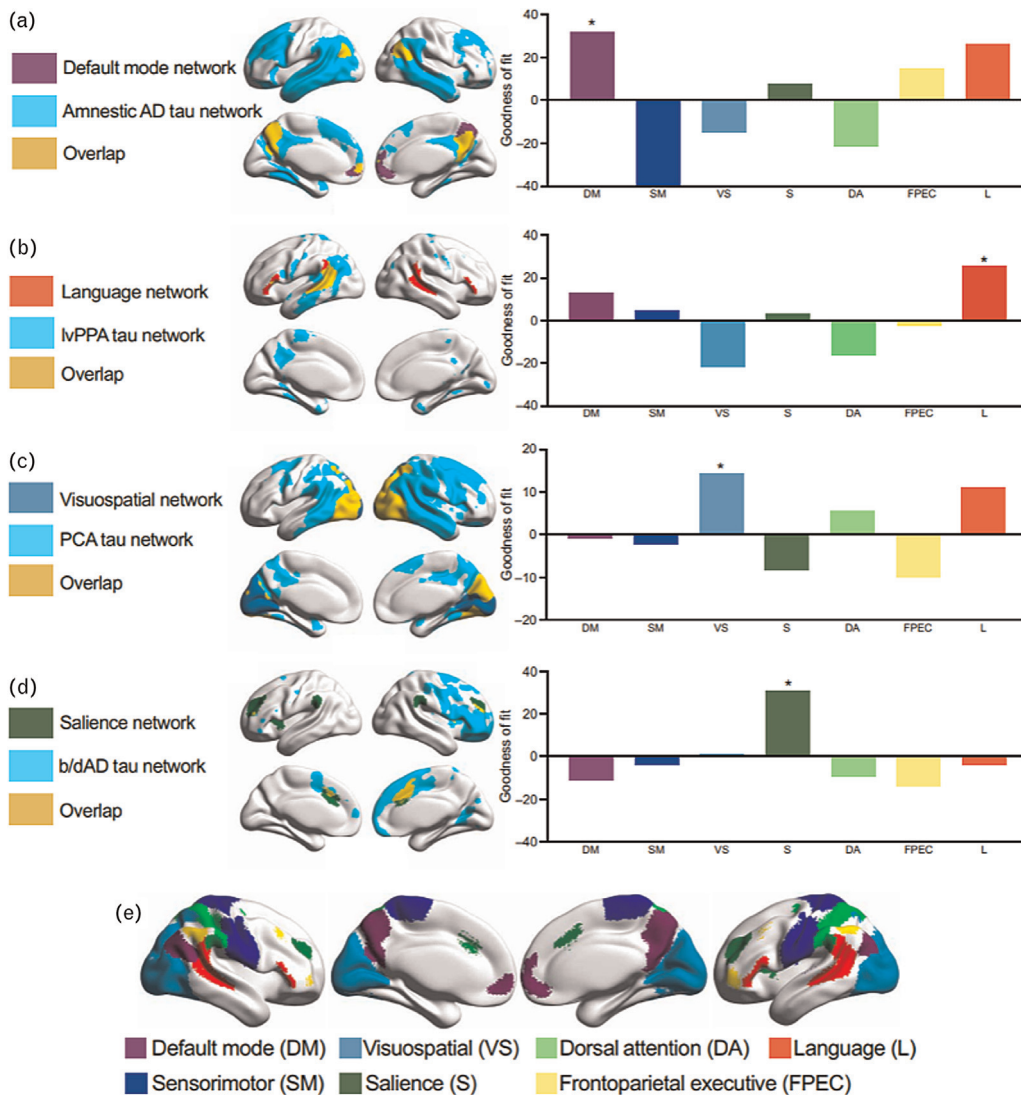 (a)
Default mode network
Amnestic AD tau network
Overlap
Goodness of fit
40
20
0
–20
–40
*
DM SM VS S DA FPEC L
(b)
Language network
lvPPA tau network
Overlap
Goodness of fit
40
20
0
–20
–40
*
DM SM VS S DA FPEC L
(c)
Visuospatial network
PCA tau network
Overlap
Goodness of fit
20
10
0
–10
–20
*
DM SM VS S DA FPEC L
(d)
Salience network
b/dAD tau network
Overlap
Goodness of fit
40
20
0
–20
–40
*
DM SM VS S DA FPEC L
(e)
Default mode (DM) Visuospatial (VS) Dorsal attention (DA) Language (L)
Sensorimotor (SM) Salience (S) Frontoparietal executive (FPEC)